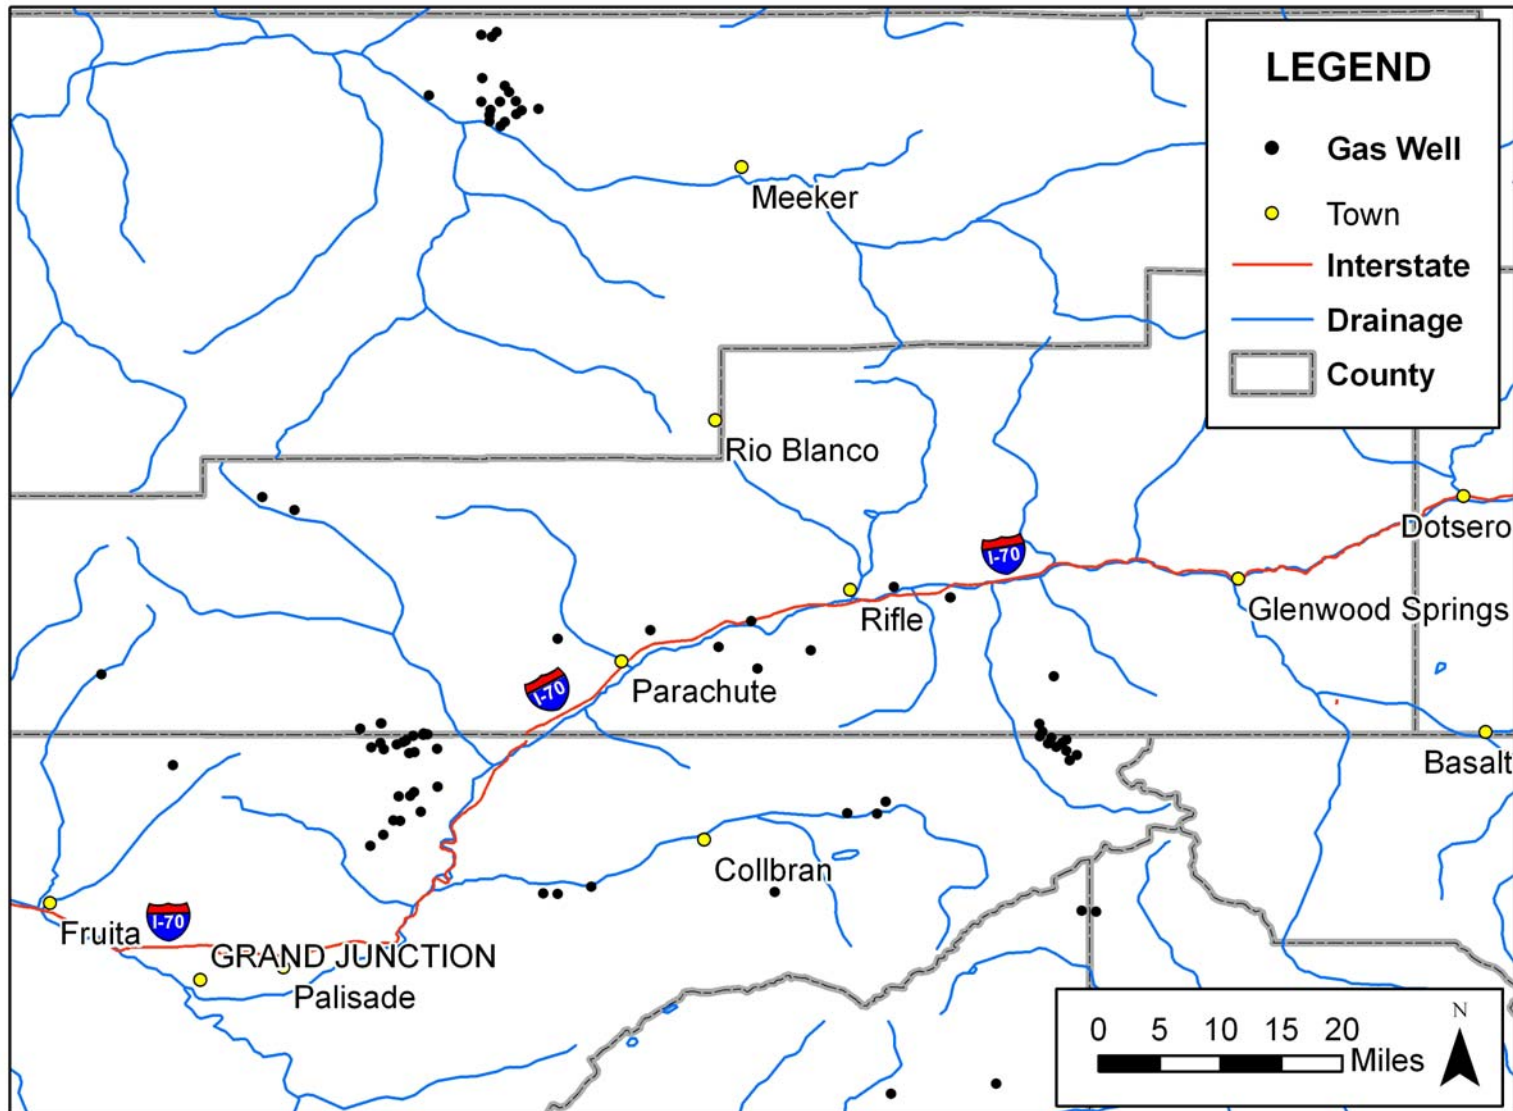 LEGEND
Gas Well
Town
Interstate
Drainage
County
Meeker
Rio Blanco
Dotsero
I-70
Glenwood Springs
Rifle
I-70
Parachute
Basalt
Collbran
I-70
Fruita
GRAND JUNCTION
Palisade
0 5 10 15 20
Miles
N